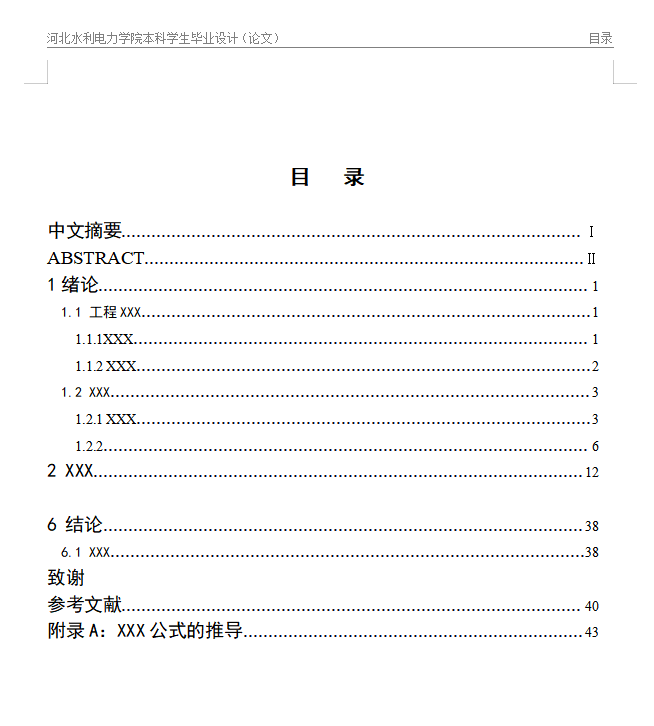 河北水利电力学院本科学生毕业设计（论文） 目录
目 录
中文摘要........................................ I
ABSTRACT........................................ II
1 绪论........................................ 1
1.1 工程 XXX........................................1
1.1.1XXX........................................ 1
1.1.2 XXX........................................2
1.2 XXX........................................3
1.2.1 XXX........................................3
1.2.2........................................ 6
2 XXX........................................ 12
6 结论........................................ 38
6.1 XXX........................................38
致谢
参考文献........................................ 40
附录 A：XXX 公式的推导........................................ 43